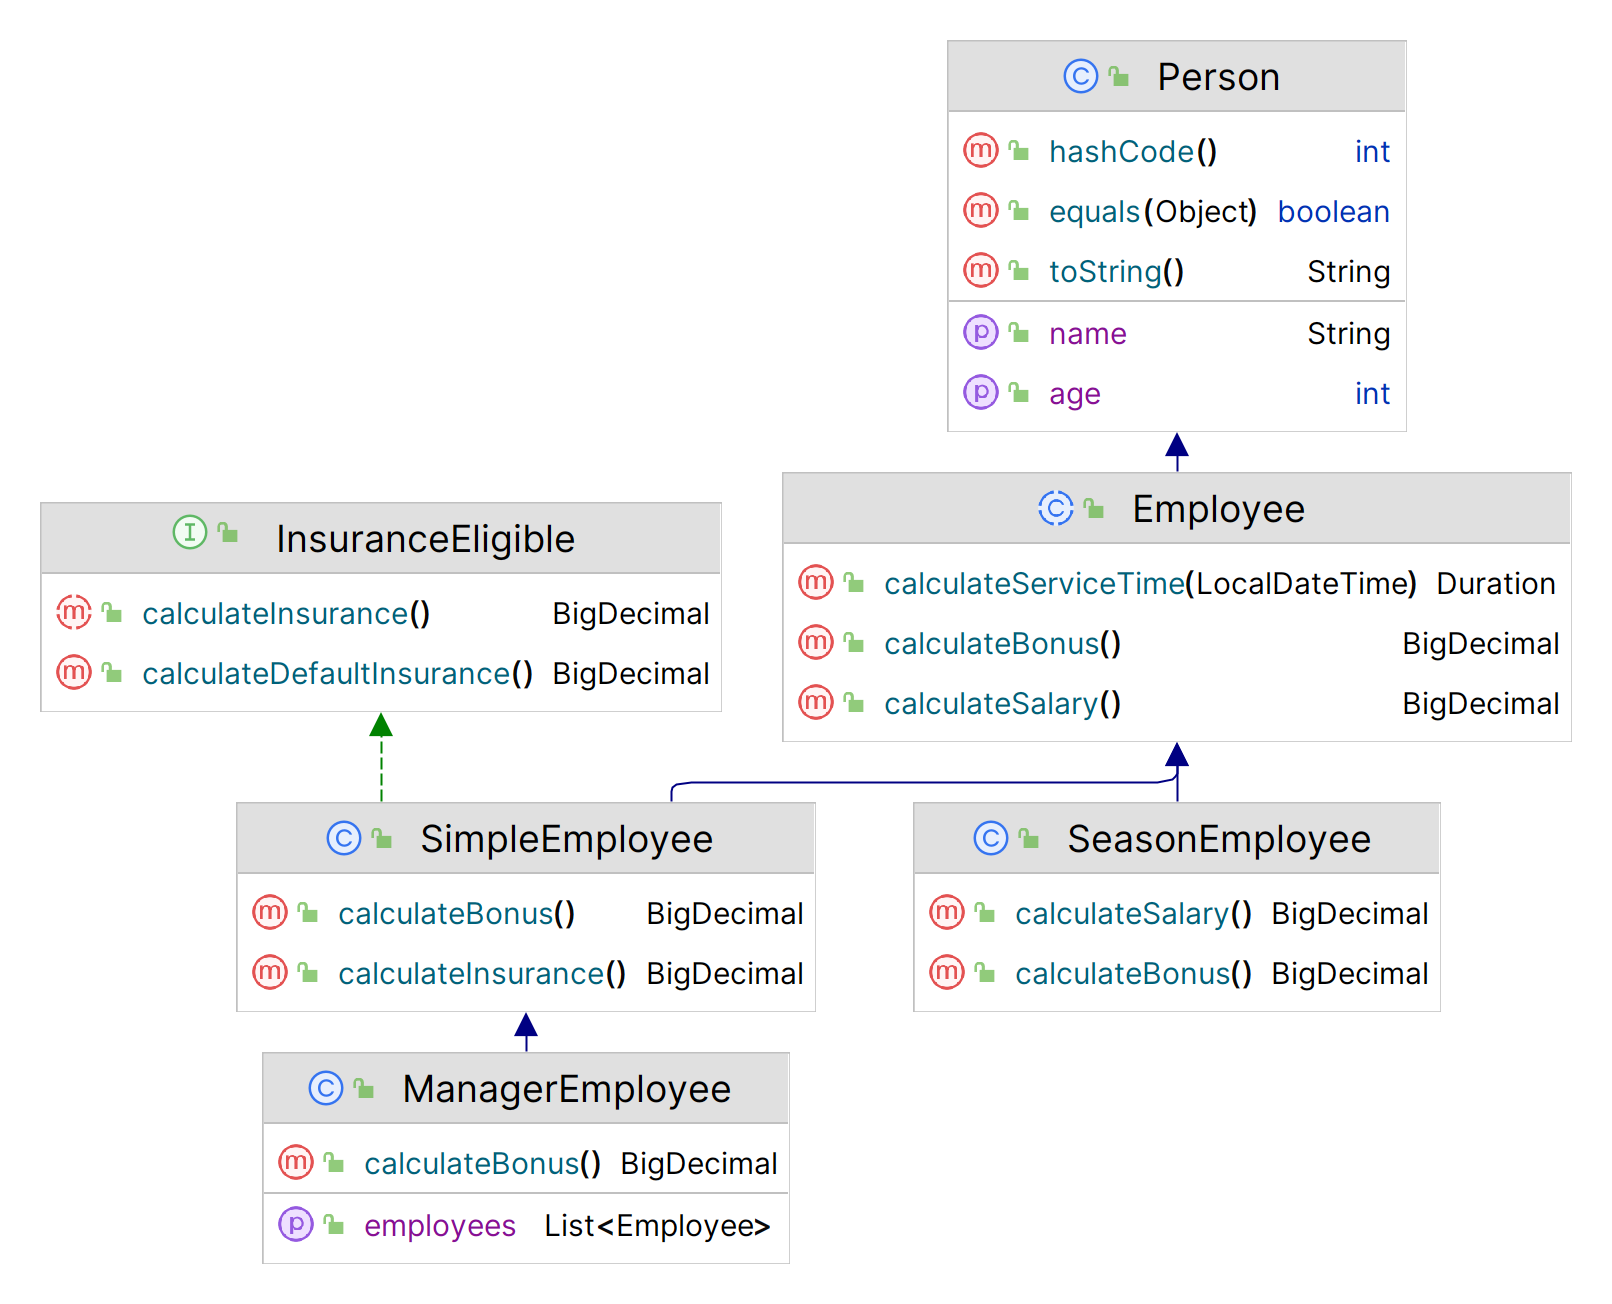 C Person
m hashCode() int
m equals(Object) boolean
m toString() String
p name String
p age int
I InsuranceEligible
m calculateInsurance() BigDecimal
m calculateDefaultInsurance() BigDecimal
C Employee
m calculateServiceTime(LocalDateTime) Duration
m calculateBonus() BigDecimal
m calculateSalary() BigDecimal
C SimpleEmployee
m calculateBonus() BigDecimal
m calculateInsurance() BigDecimal
C SeasonEmployee
m calculateSalary() BigDecimal
m calculateBonus() BigDecimal
C ManagerEmployee
m calculateBonus() BigDecimal
p employees List<Employee>